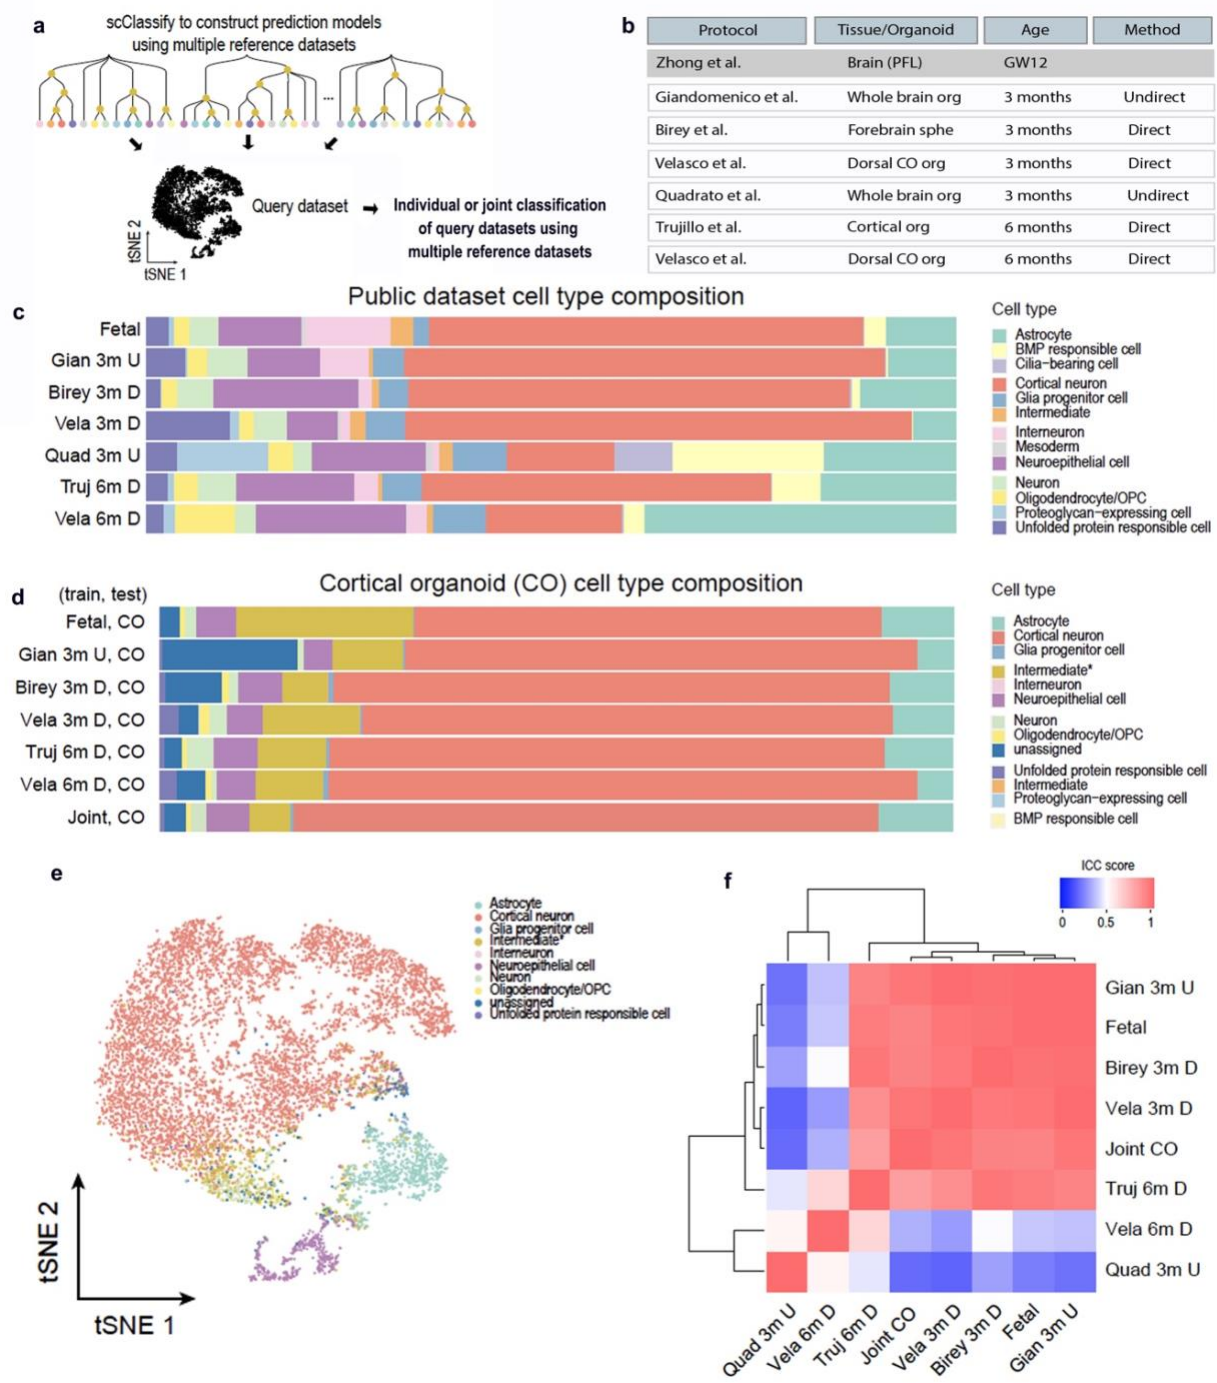 a
scClassify to construct prediction models
using multiple reference datasets
...
Query dataset
Individual or joint classification
of query datasets using
multiple reference datasets
tSNE 2
tSNE 1
b
Protocol Tissue/Organoid Age Method
Zhong et al. Brain (PFL) GW12
Giandomenico et al. Whole brain org 3 months Undirect
Birey et al. Forebrain sphe 3 months Direct
Velasco et al. Dorsal CO org 3 months Direct
Quadrato et al. Whole brain org 3 months Undirect
Trujillo et al. Cortical org 6 months Direct
Velasco et al. Dorsal CO org 6 months Direct
c
Public dataset cell type composition
Fetal
Gian 3m U
Birey 3m D
Vela 3m D
Quad 3m U
Truj 6m D
Vela 6m D
Cell type
Astrocyte
BMP responsible cell
Cilia-bearing cell
Cortical neuron
Glia progenitor cell
Intermediate
Interneuron
Mesoderm
Neuroepithelial cell
Neuron
Oligodendrocyte/OPC
Proteoglycan-expressing cell
Unfolded protein responsible cell
d
Cortical organoid (CO) cell type composition
(train, test)
Fetal, CO
Gian 3m U, CO
Birey 3m D, CO
Vela 3m D, CO
Truj 6m D, CO
Vela 6m D, CO
Joint, CO
Cell type
Astrocyte
Cortical neuron
Glia progenitor cell
Intermediate*
Interneuron
Neuroepithelial cell
Neuron
Oligodendrocyte/OPC
unassigned
Unfolded protein responsible cell
Intermediate
Proteoglycan-expressing cell
BMP responsible cell
e
Astrocyte
Cortical neuron
Glia progenitor cell
Intermediate*
Interneuron
Neuroepithelial cell
Neuron
Oligodendrocyte/OPC
unassigned
Unfolded protein responsible cell
tSNE 2
tSNE 1
f
ICC score
0 0.5 1
Gian 3m U
Fetal
Birey 3m D
Vela 3m D
Joint CO
Truj 6m D
Vela 6m D
Quad 3m U
Quad 3m U
Vela 6m D
Truj 6m D
Joint CO
Vela 3m D
Birey 3m D
Fetal
Gian 3m U